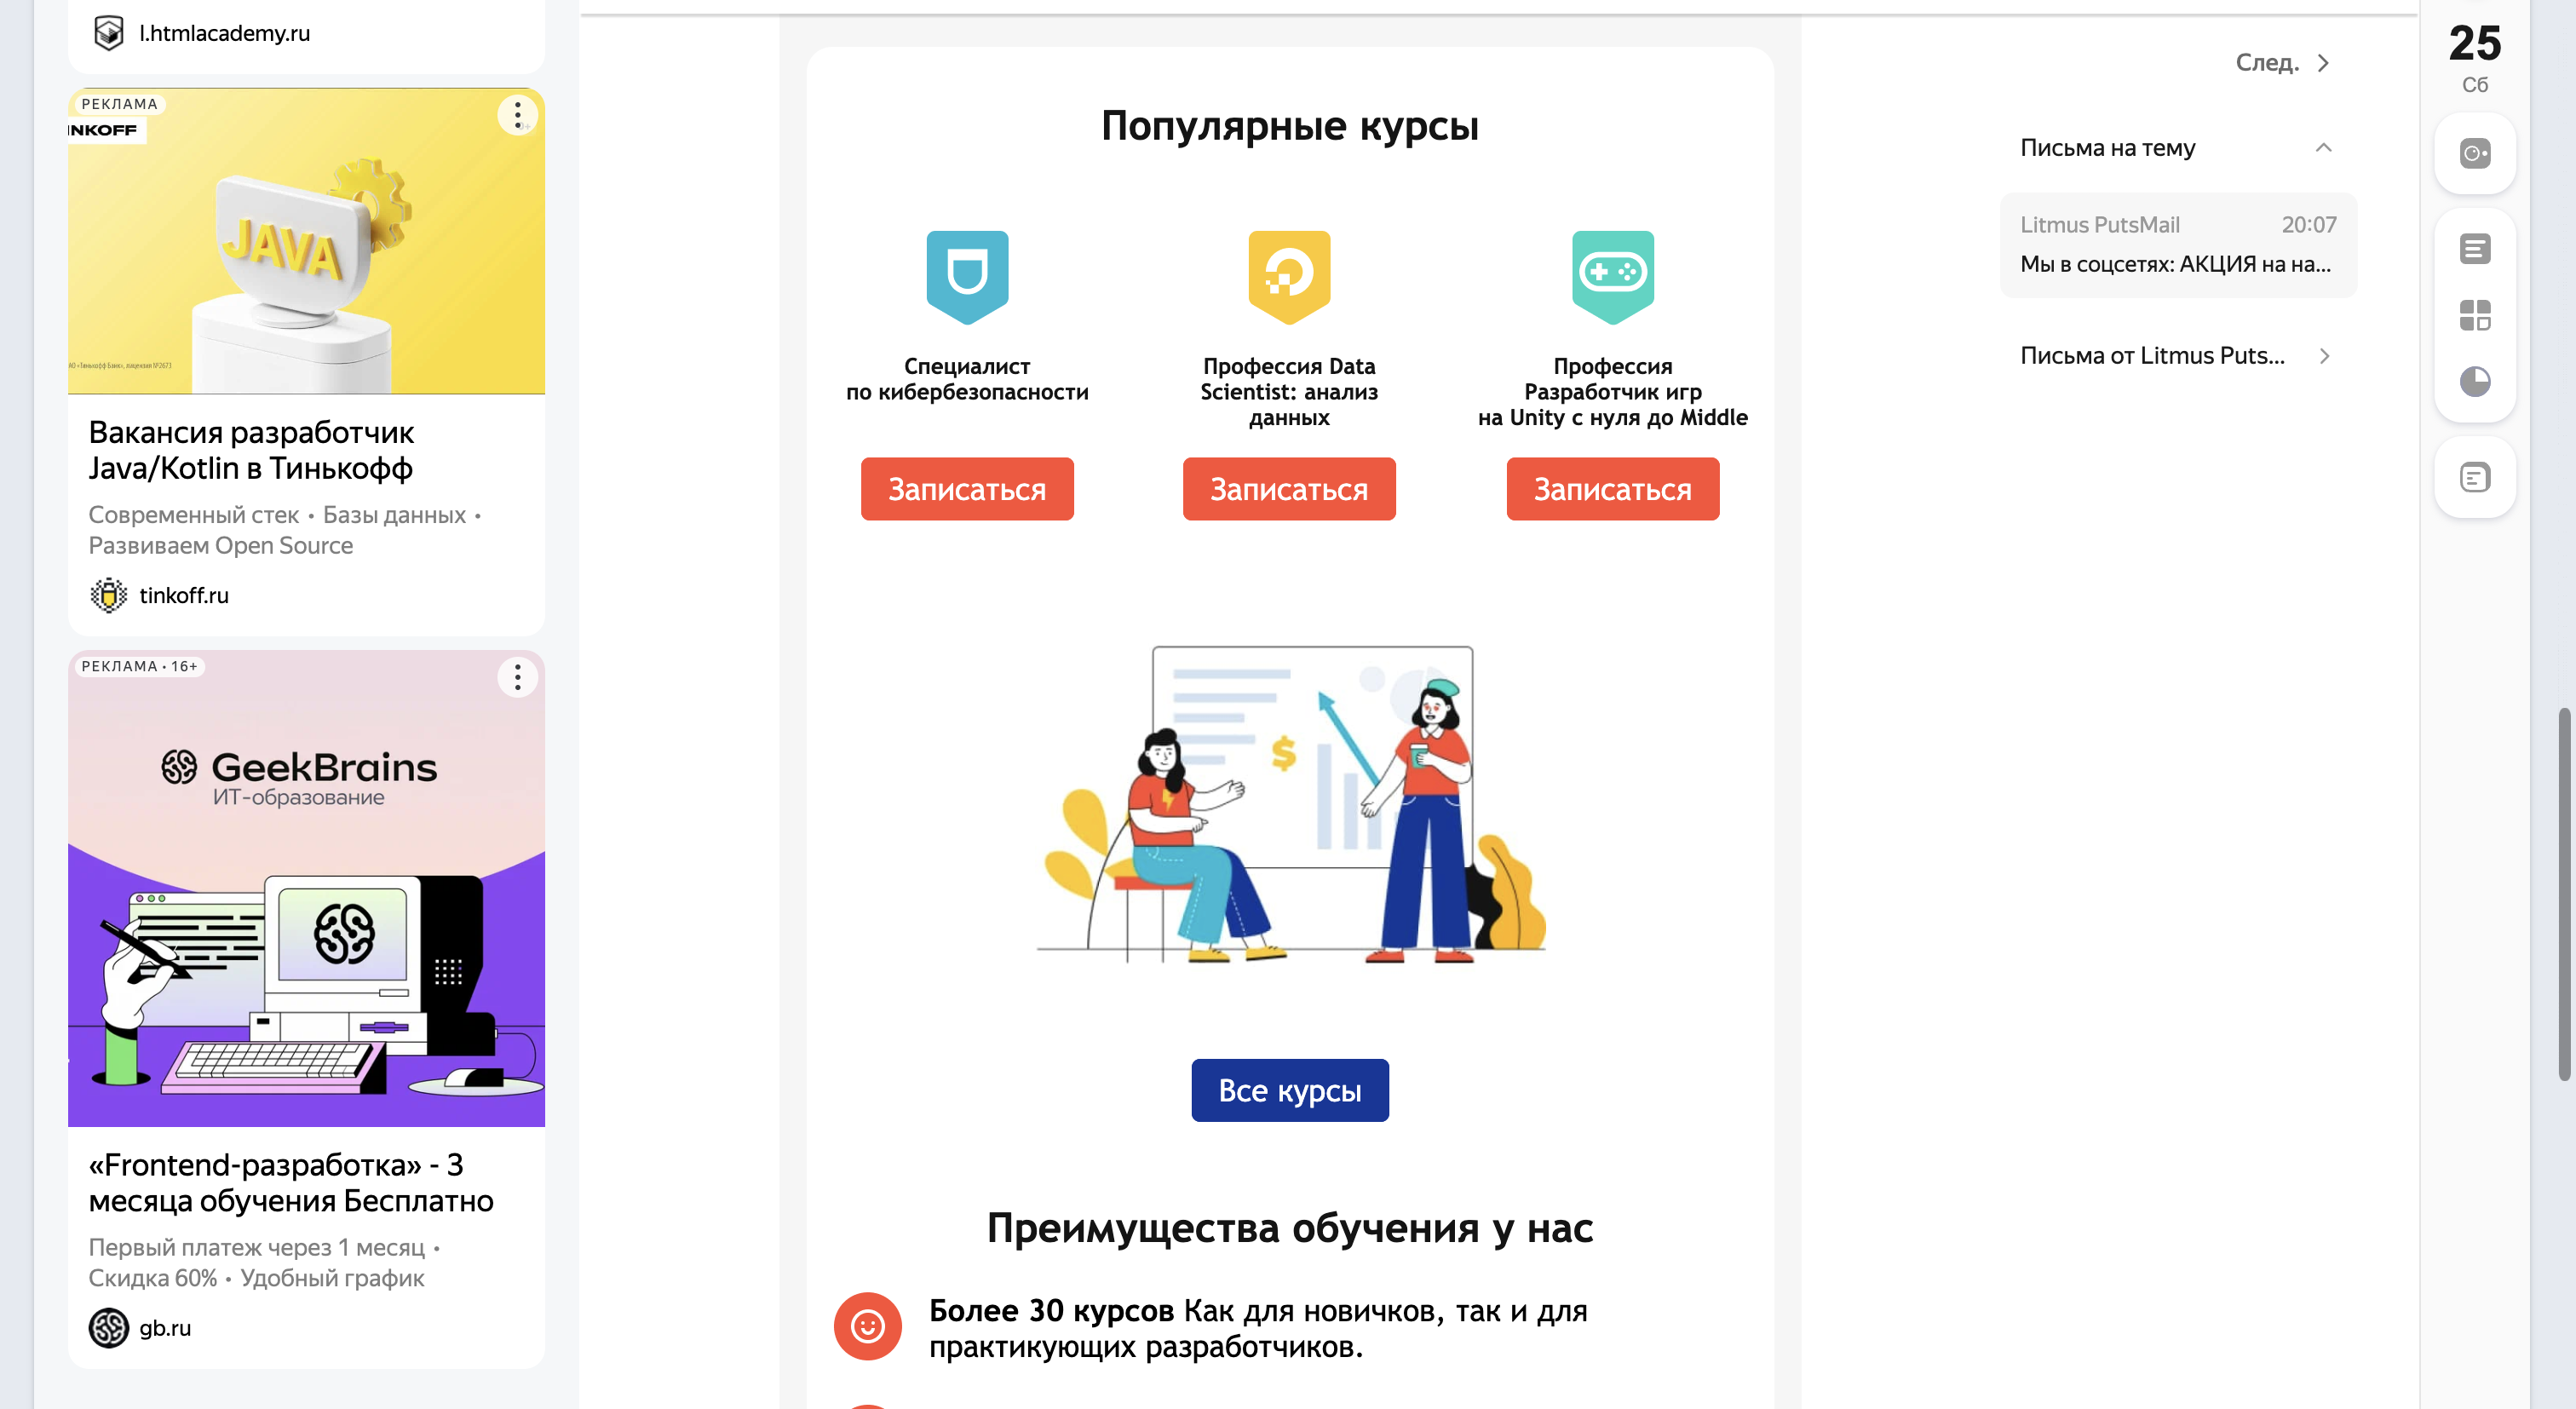 l.htmlacademy.ru
РЕКЛАМА
INKOFF
JAVA
АО «Тинькофф Банк», лицензия №2673
Вакансия разработчик
Java/Kotlin в Тинькофф
Современный стек • Базы данных •
Развиваем Open Source
tinkoff.ru
РЕКЛАМА • 16+
GeekBrains
ИТ-образование
«Frontend-разработка» - 3
месяца обучения Бесплатно
Первый платеж через 1 месяц •
Скидка 60% • Удобный график
gb.ru
Популярные курсы
Специалист
по кибербезопасности
Записаться
Профессия Data
Scientist: анализ
данных
Записаться
Профессия
Разработчик игр
на Unity с нуля до Middle
Записаться
$
Все курсы
Преимущества обучения у нас
Более 30 курсов Как для новичков, так и для
практикующих разработчиков.
След.
Письма на тему
Litmus PutsMail 20:07
Мы в соцсетях: АКЦИЯ на на...
Письма от Litmus Puts...
25
Сб